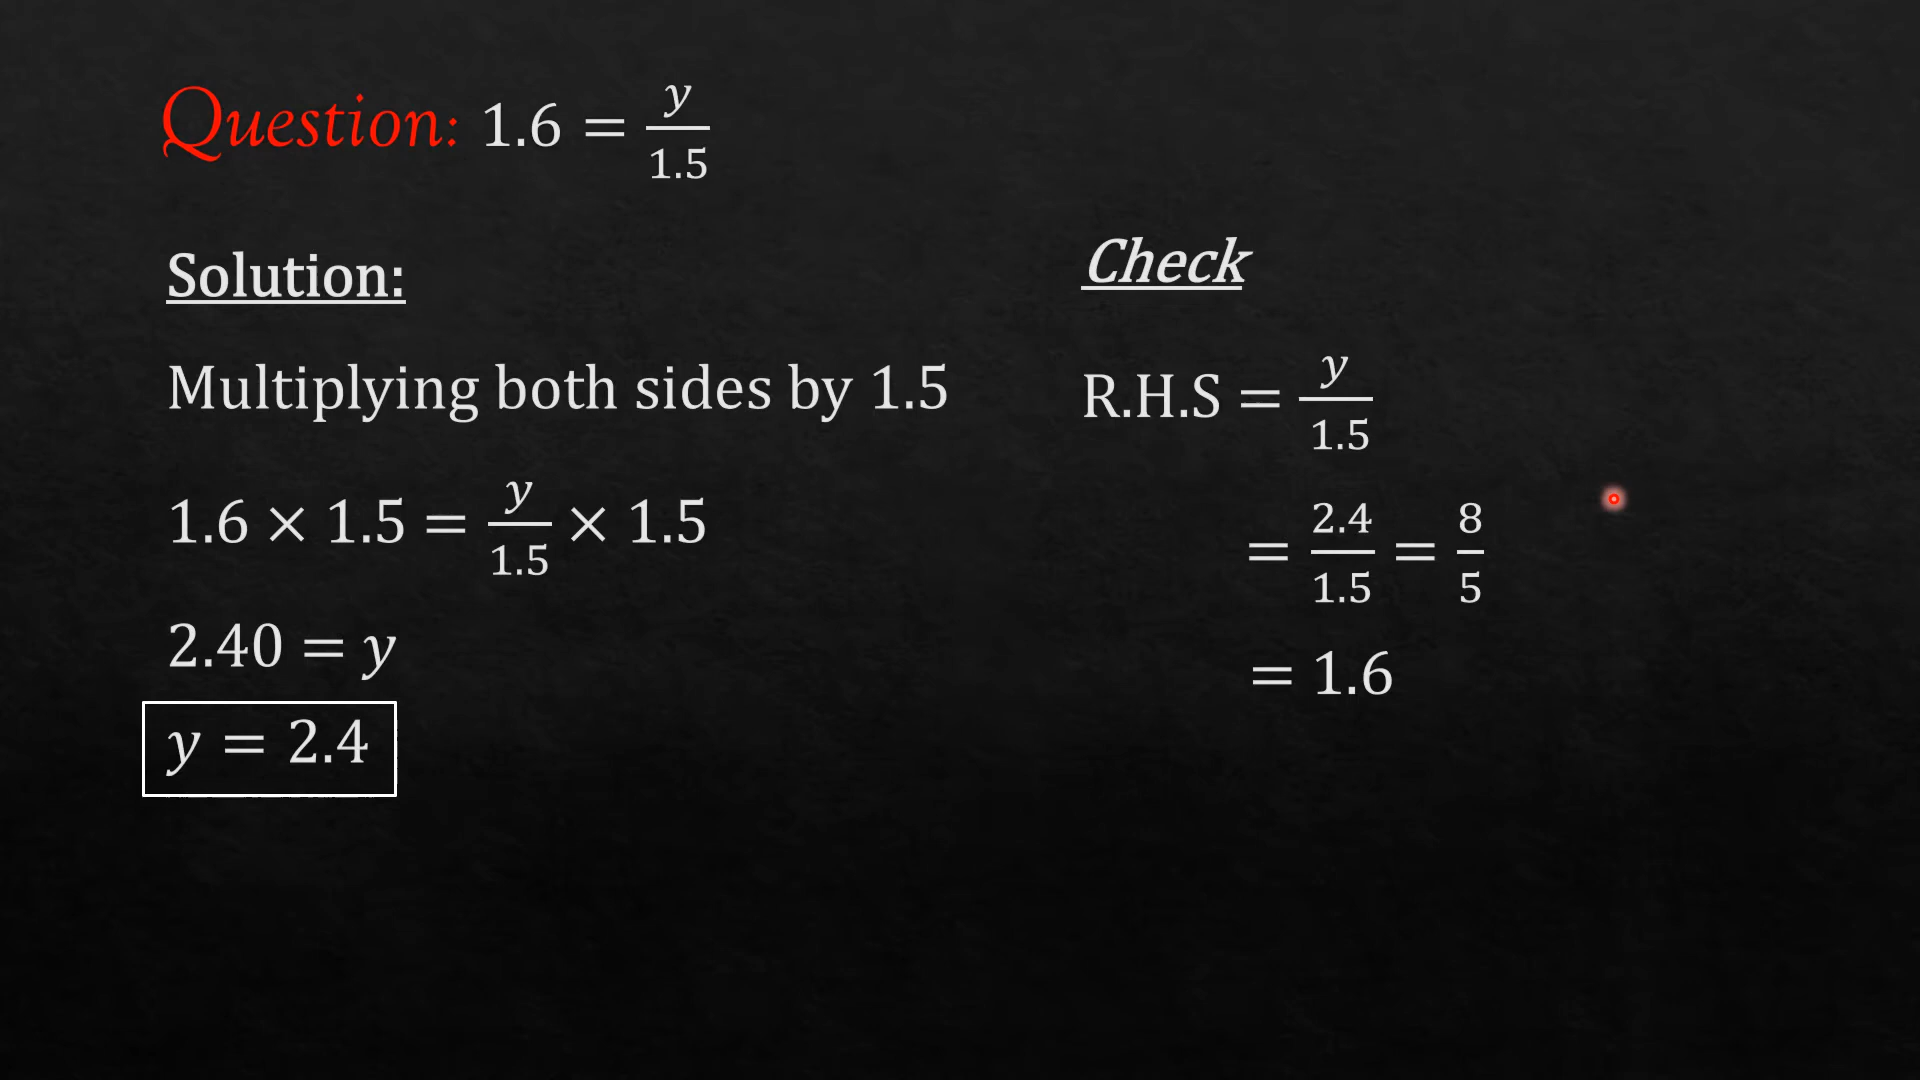 Question: 1.6 = y/1.5
Solution:
Multiplying both sides by 1.5
1.6 × 1.5 = y/1.5 × 1.5
2.40 = y
y = 2.4
Check
R.H.S = y/1.5
= 2.4/1.5 = 8/5
= 1.6